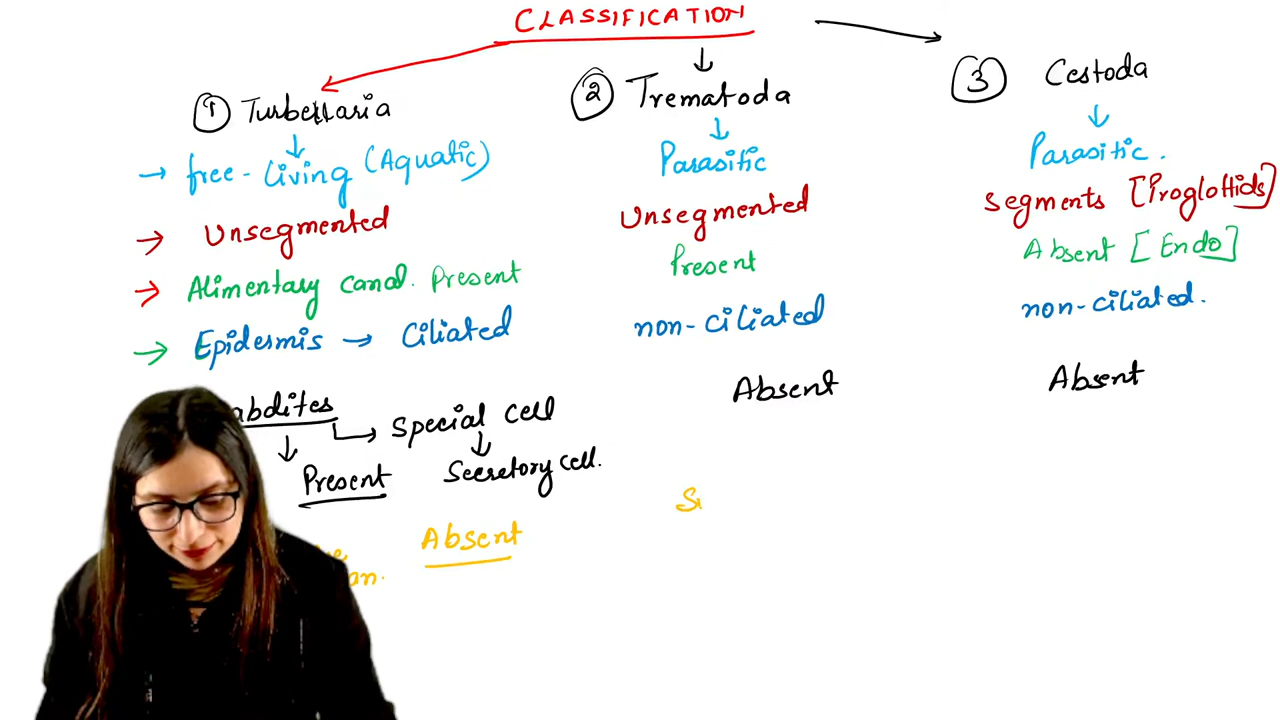 CLASSIFICATION
① Turbellaria
→ free-living (Aquatic)
→ Unsegmented
→ Alimentary canal. Present
→ Epidermis → Ciliated
abdites
Special cell
Present
Secretory cell.
Absent
② Trematoda
Parasitic
Unsegmented
Present
non-ciliated
Absent
③ Cestoda
Parasitic.
Segments [Proglottids]
Absent [Endo]
non-ciliated.
Absent